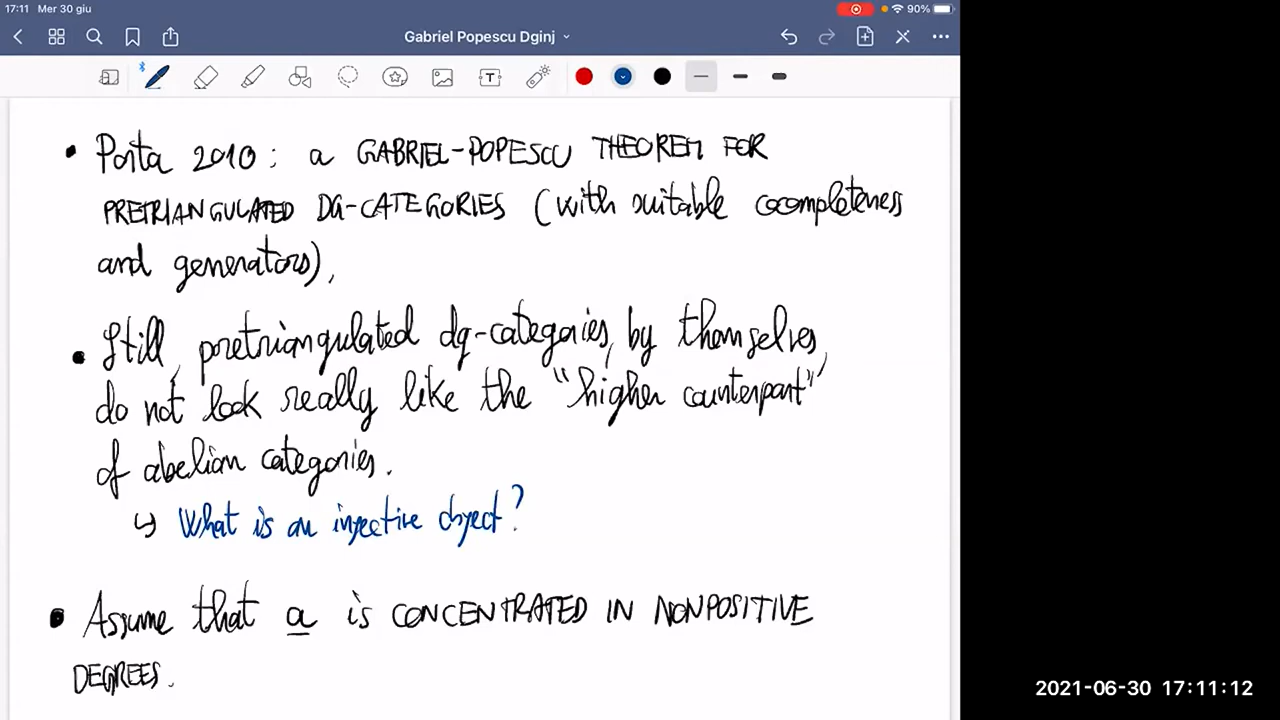 17:11 Mer 30 giu
90%
Gabriel Popescu Dginj
• Porta 2010: a GABRIEL-POPESCU THEOREM FOR
PRETRIANGULATED DG-CATEGORIES (with suitable cocompleteness
and generators),
• Still, pretriangulated dg-categories, by themselves,
do not look really like the "higher counterpart"
of abelian categories.
↳ What is an injective object?
• Assume that a is CONCENTRATED IN NONPOSITIVE
DEGREES.
2021-06-30 17:11:12